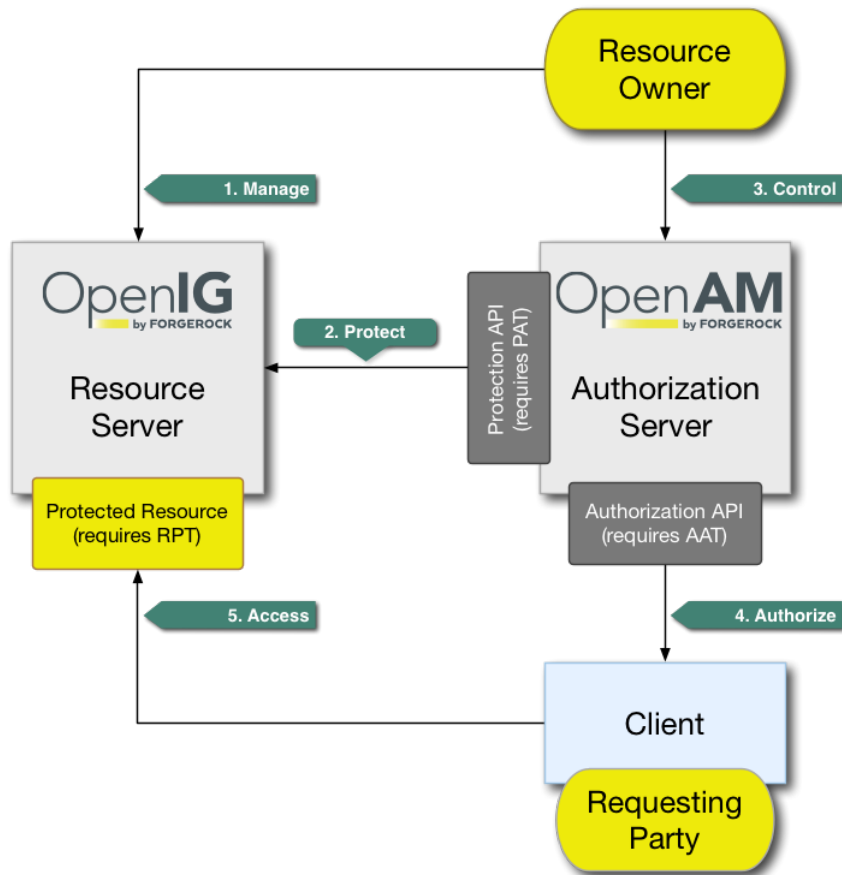 Resource
Owner
1. Manage
3. Control
OpenIG
by FORGEROCK
Resource
Server
2. Protect
Protection API
(requires PAT)
OpenAM
by FORGEROCK
Authorization
Server
Protected Resource
(requires RPT)
Authorization API
(requires AAT)
5. Access
4. Authorize
Client
Requesting
Party